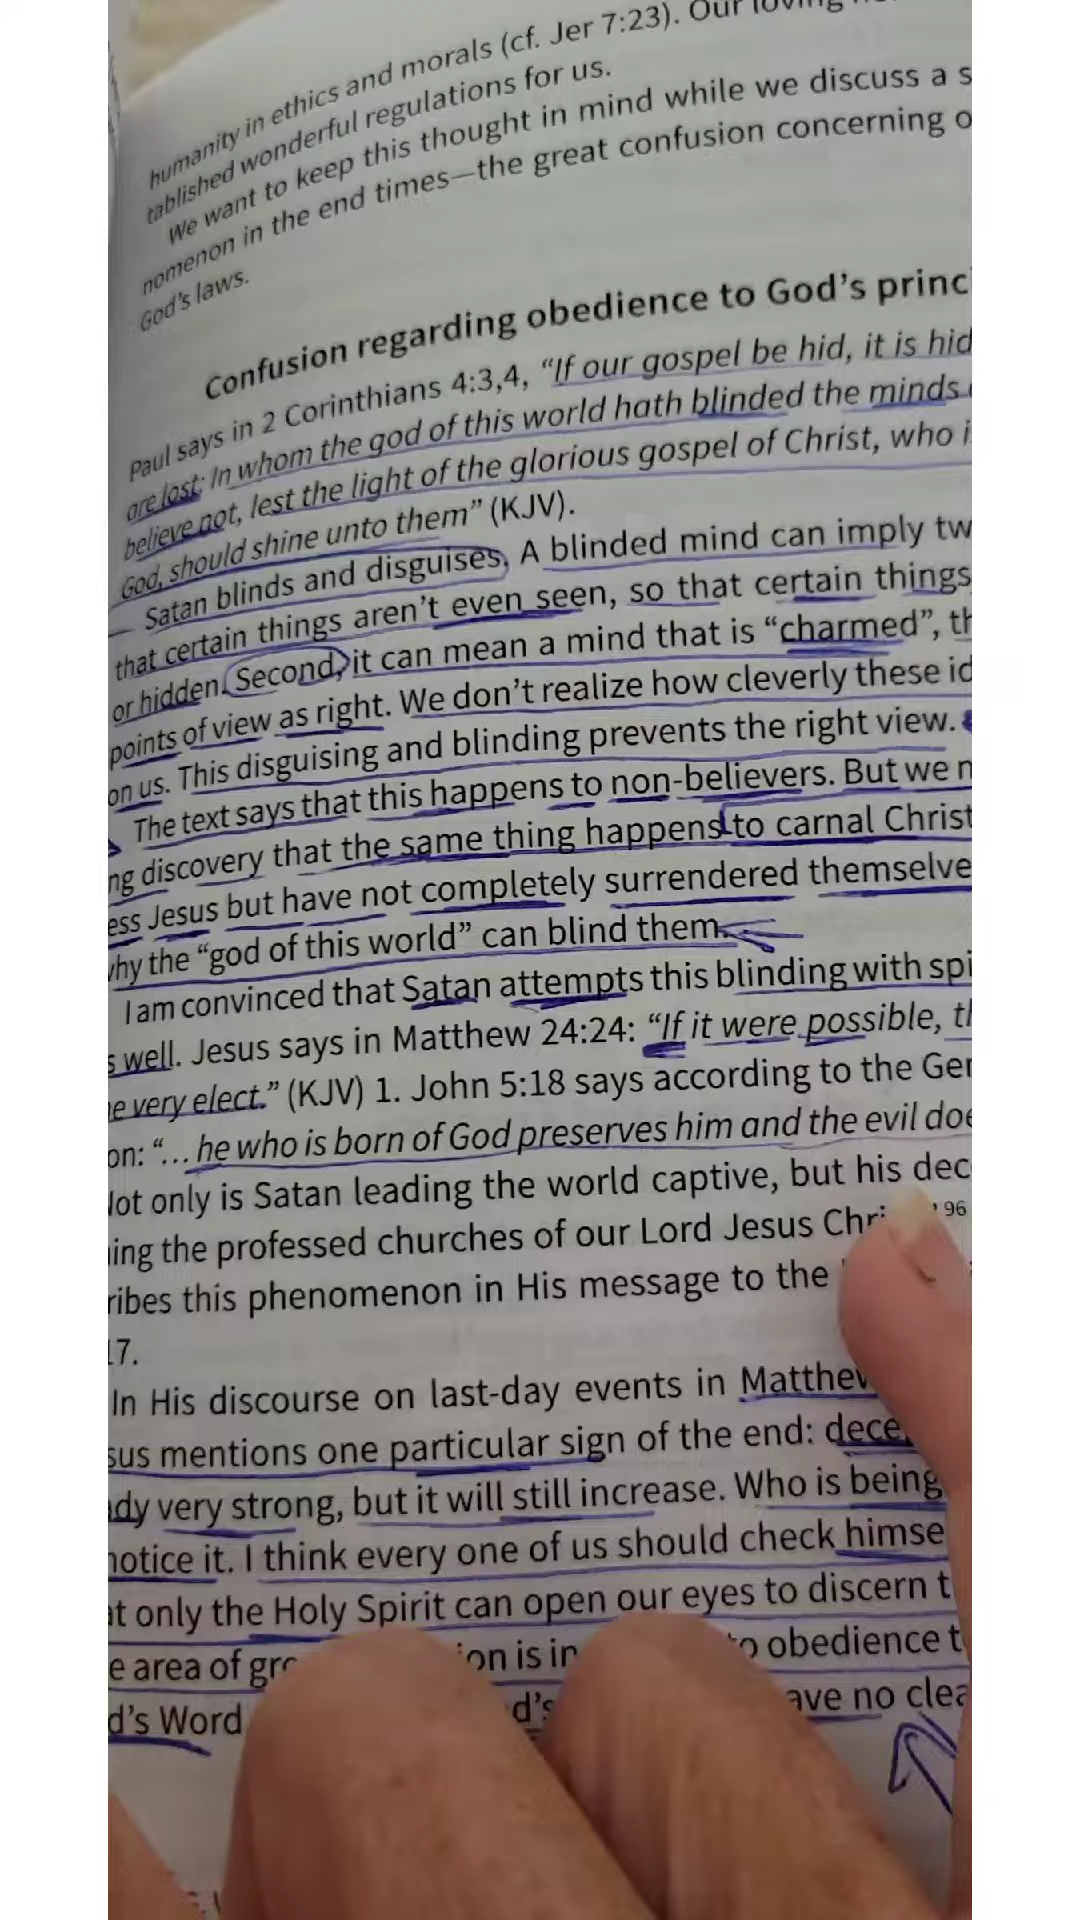 humanity in ethics and morals (cf. Jer 7:23). Our loving
tablished wonderful regulations for us.
We want to keep this thought in mind while we discuss a s
nomenon in the end times—the great confusion concerning o
God's laws.
Confusion regarding obedience to God's princ
Paul says in 2 Corinthians 4:3,4, "If our gospel be hid, it is hid
are lost: In whom the god of this world hath blinded the minds
believe not, lest the light of the glorious gospel of Christ, who i
God, should shine unto them" (KJV).
Satan blinds and disguises. A blinded mind can imply tw
that certain things aren't even seen, so that certain things
or hidden. Second, it can mean a mind that is "charmed", th
points of view as right. We don't realize how cleverly these id
on us. This disguising and blinding prevents the right view.
The text says that this happens to non-believers. But we m
ng discovery that the same thing happens to carnal Christ
ess Jesus but have not completely surrendered themselve
why the "god of this world" can blind them.
I am convinced that Satan attempts this blinding with spi
s well. Jesus says in Matthew 24:24: "If it were possible, th
e very elect." (KJV) 1. John 5:18 says according to the Ger
on: "... he who is born of God preserves him and the evil doe
Not only is Satan leading the world captive, but his dec
ing the professed churches of our Lord Jesus Chri 96
ribes this phenomenon in His message to the
17.
In His discourse on last-day events in Matthew
sus mentions one particular sign of the end: dece
dy very strong, but it will still increase. Who is being
notice it. I think every one of us should check himse
at only the Holy Spirit can open our eyes to discern t
e area of gr on is in to obedience t
d's Word d's ave no clea